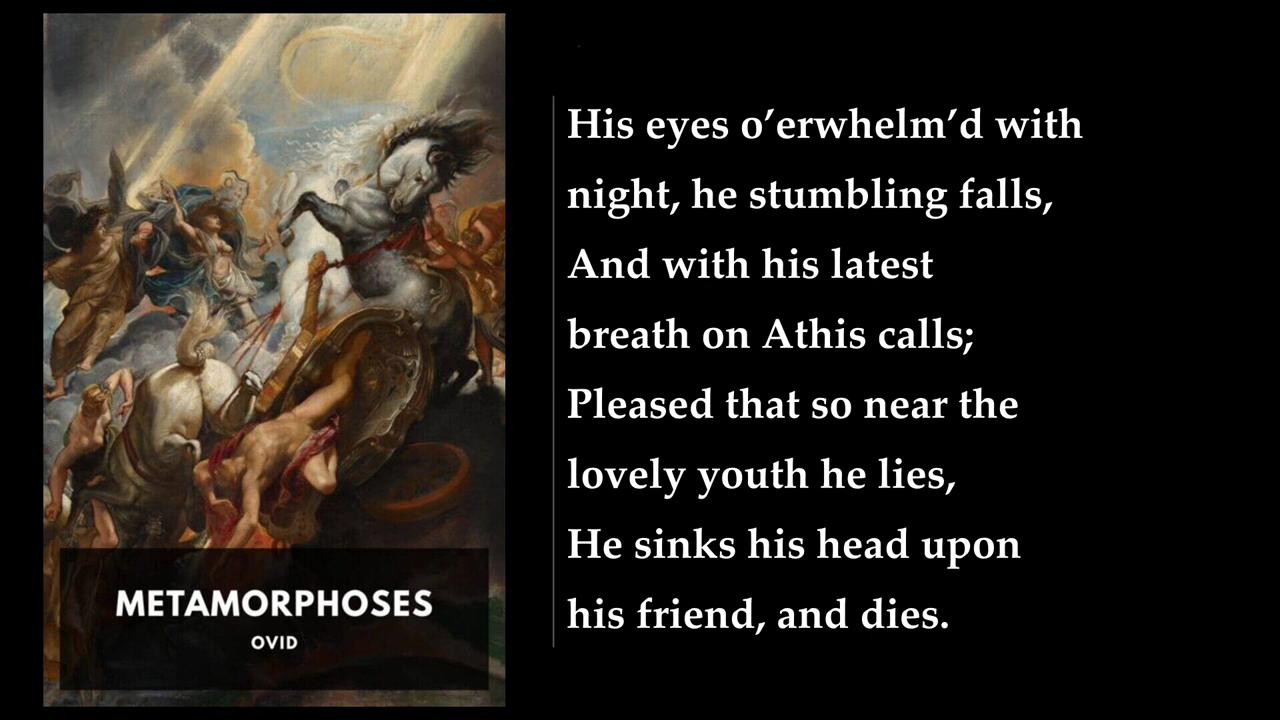 METAMORPHOSES
OVID
His eyes o’erwhelm’d with
night, he stumbling falls,
And with his latest
breath on Athis calls;
Pleased that so near the
lovely youth he lies,
He sinks his head upon
his friend, and dies.